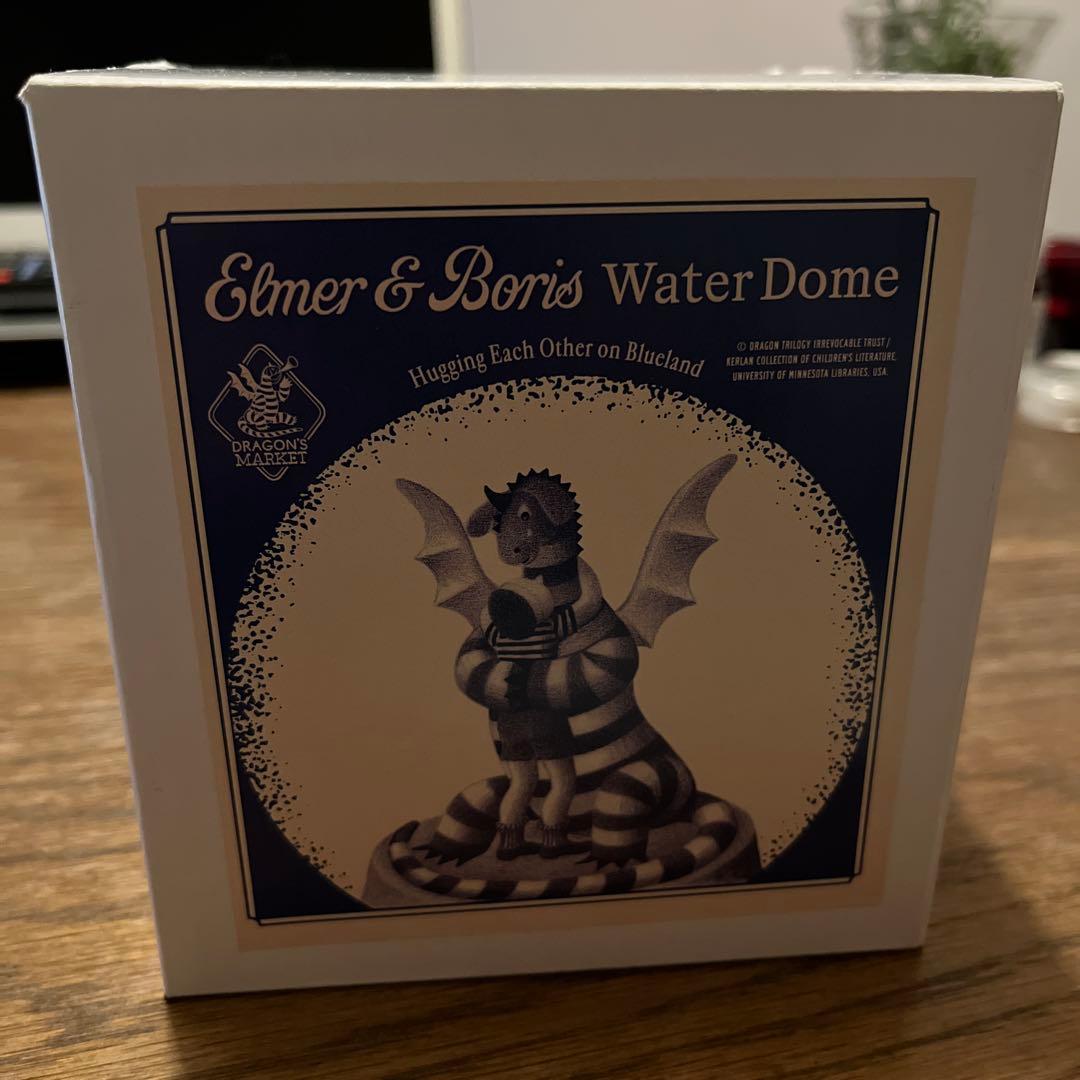 Elmer & Boris Water Dome
Hugging Each Other on Blueland
© DRAGON TRILOGY IRREVOCABLE TRUST /
KERLAN COLLECTION OF CHILDREN'S LITERATURE,
UNIVERSITY OF MINNESOTA LIBRARIES, USA.
DRAGON'S
MARKET